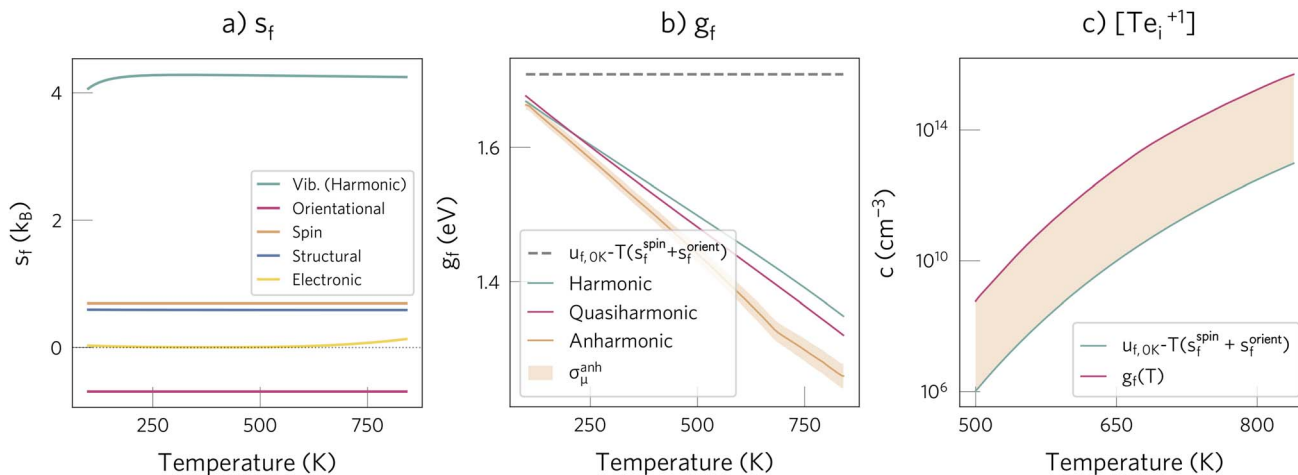 a) s_f
s_f (k_B)
4
2
0
250
500
750
Temperature (K)
Vib. (Harmonic)
Orientational
Spin
Structural
Electronic
b) g_f
g_f (eV)
1.6
1.4
250
500
750
Temperature (K)
u_{f, 0K}-T(s_f^{spin}+s_f^{orient})
Harmonic
Quasiharmonic
Anharmonic
σ_μ^{anh}
c) [Te_i^{+1}]
c (cm^{-3})
10^{14}
10^{10}
10^6
500
650
800
Temperature (K)
u_{f, 0K}-T(s_f^{spin} + s_f^{orient})
g_f(T)